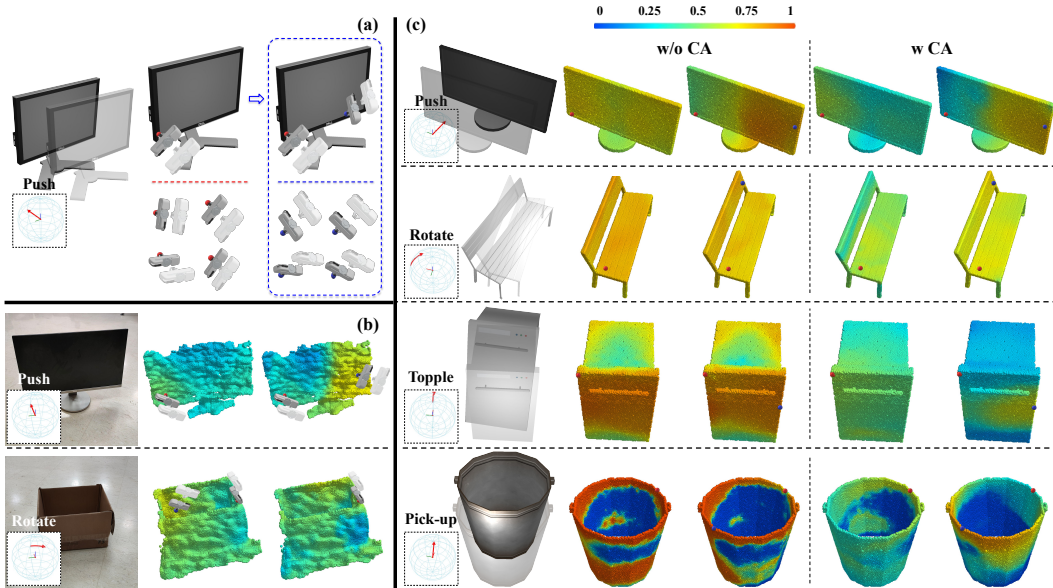 (a)
Push
(b)
Push
Rotate
(c)
0 0.25 0.5 0.75 1
w/o CA w CA
Push
Rotate
Topple
Pick-up